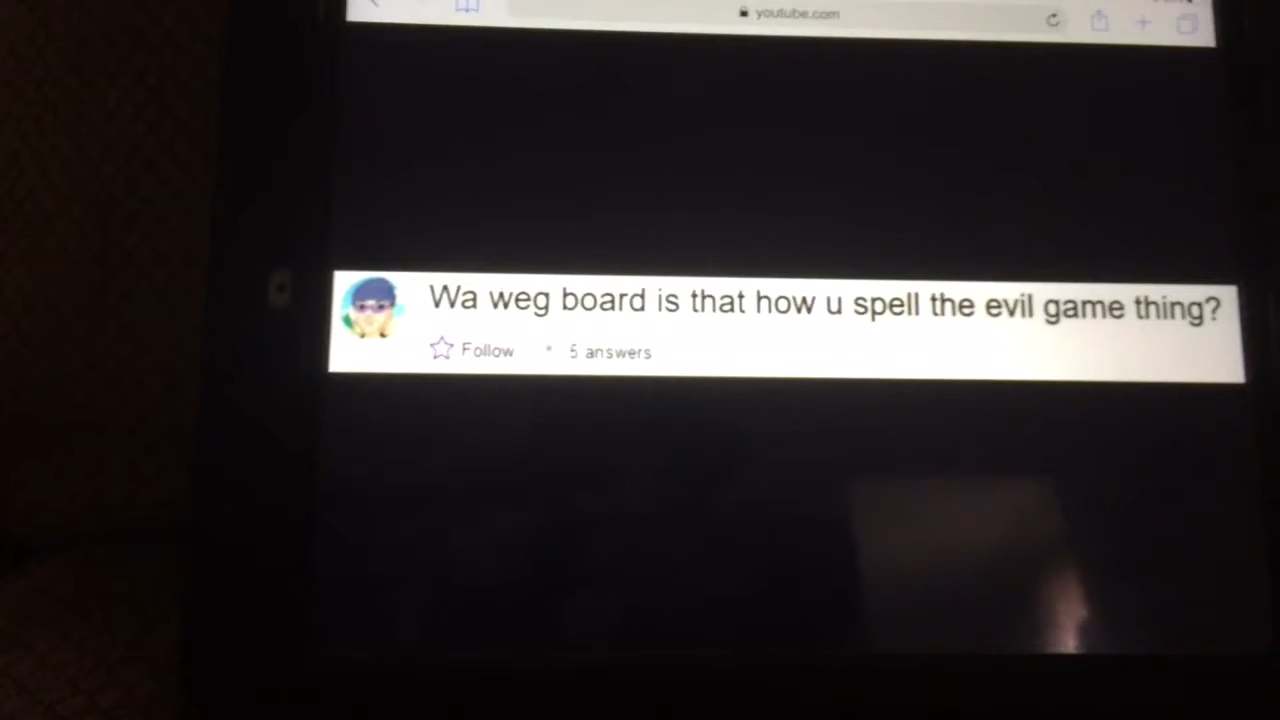 youtube.com
Wa weg board is that how u spell the evil game thing?
Follow • 5 answers